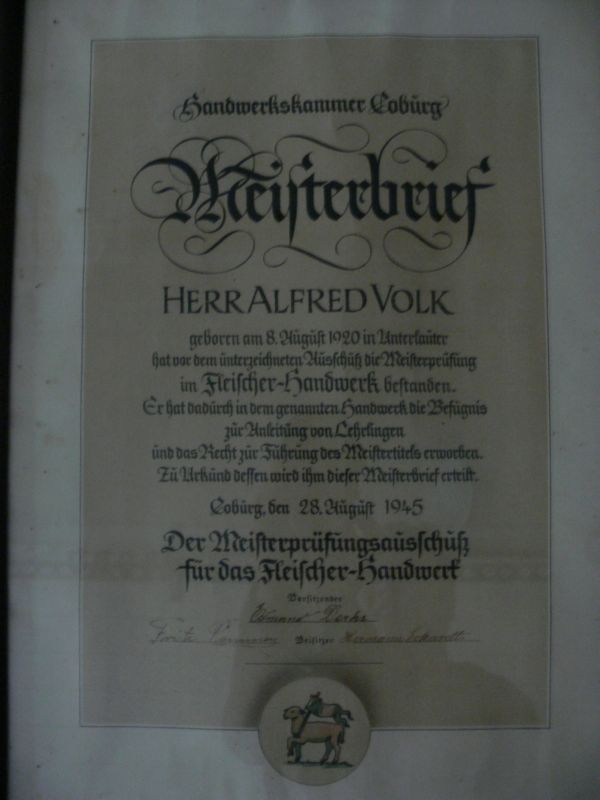 Handwerkskammer Coburg
Meisterbrief
HERR ALFRED VOLK
geboren am 8. August 1920 in Unterlauter
hat vor dem unterzeichneten Ausschuß die Meisterprüfung
im Fleischer-Handwerk bestanden.
Er hat dadurch in dem genannten Handwerk die Befugnis
zur Anleitung von Lehrlingen
und das Recht zur Führung des Meistertitels erworben.
Zu Urkund dessen wird ihm dieser Meisterbrief erteilt.
Coburg, den 28. August 1945
Der Meisterprüfungsausschuß
für das Fleischer-Handwerk
Vorsitzender
Fritz Beisitzer Hermann